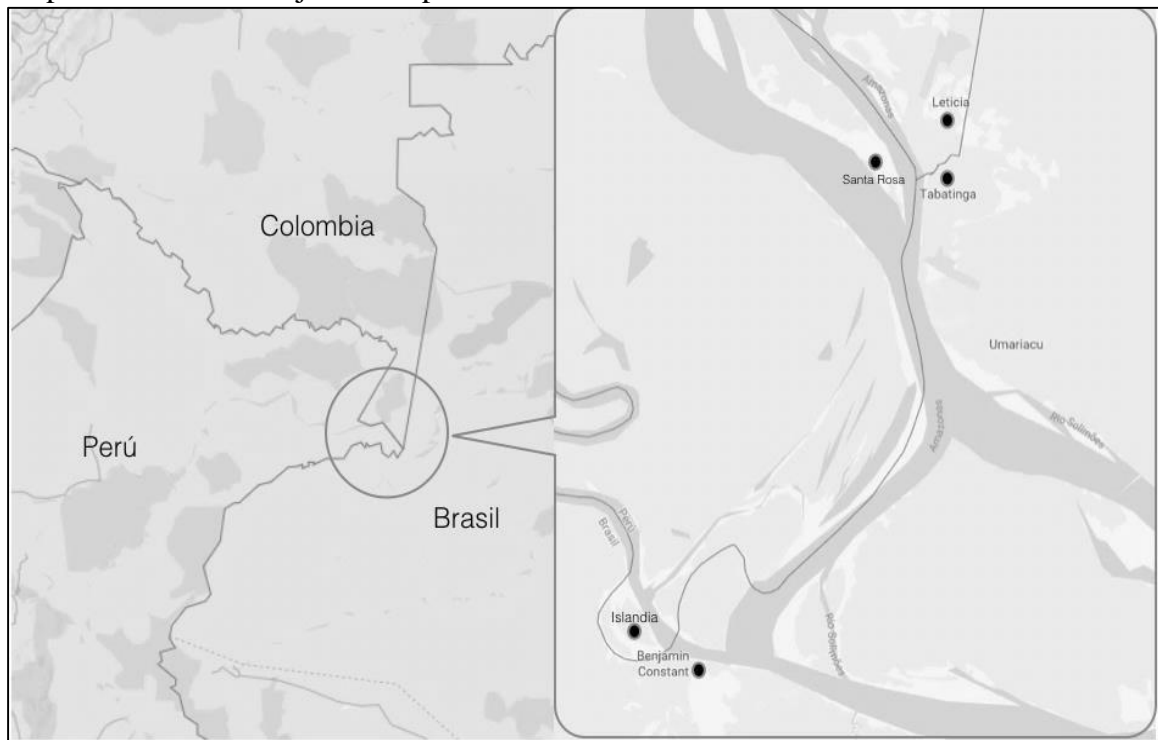 Colombia
Perú
Brasil
Amazonas
Leticia
Santa Rosa
Tabatinga
Umariacu
Rio Solimões
Amazonas
Perú
Brasil
Islandia
Benjamin
Constant
Rio Solimões